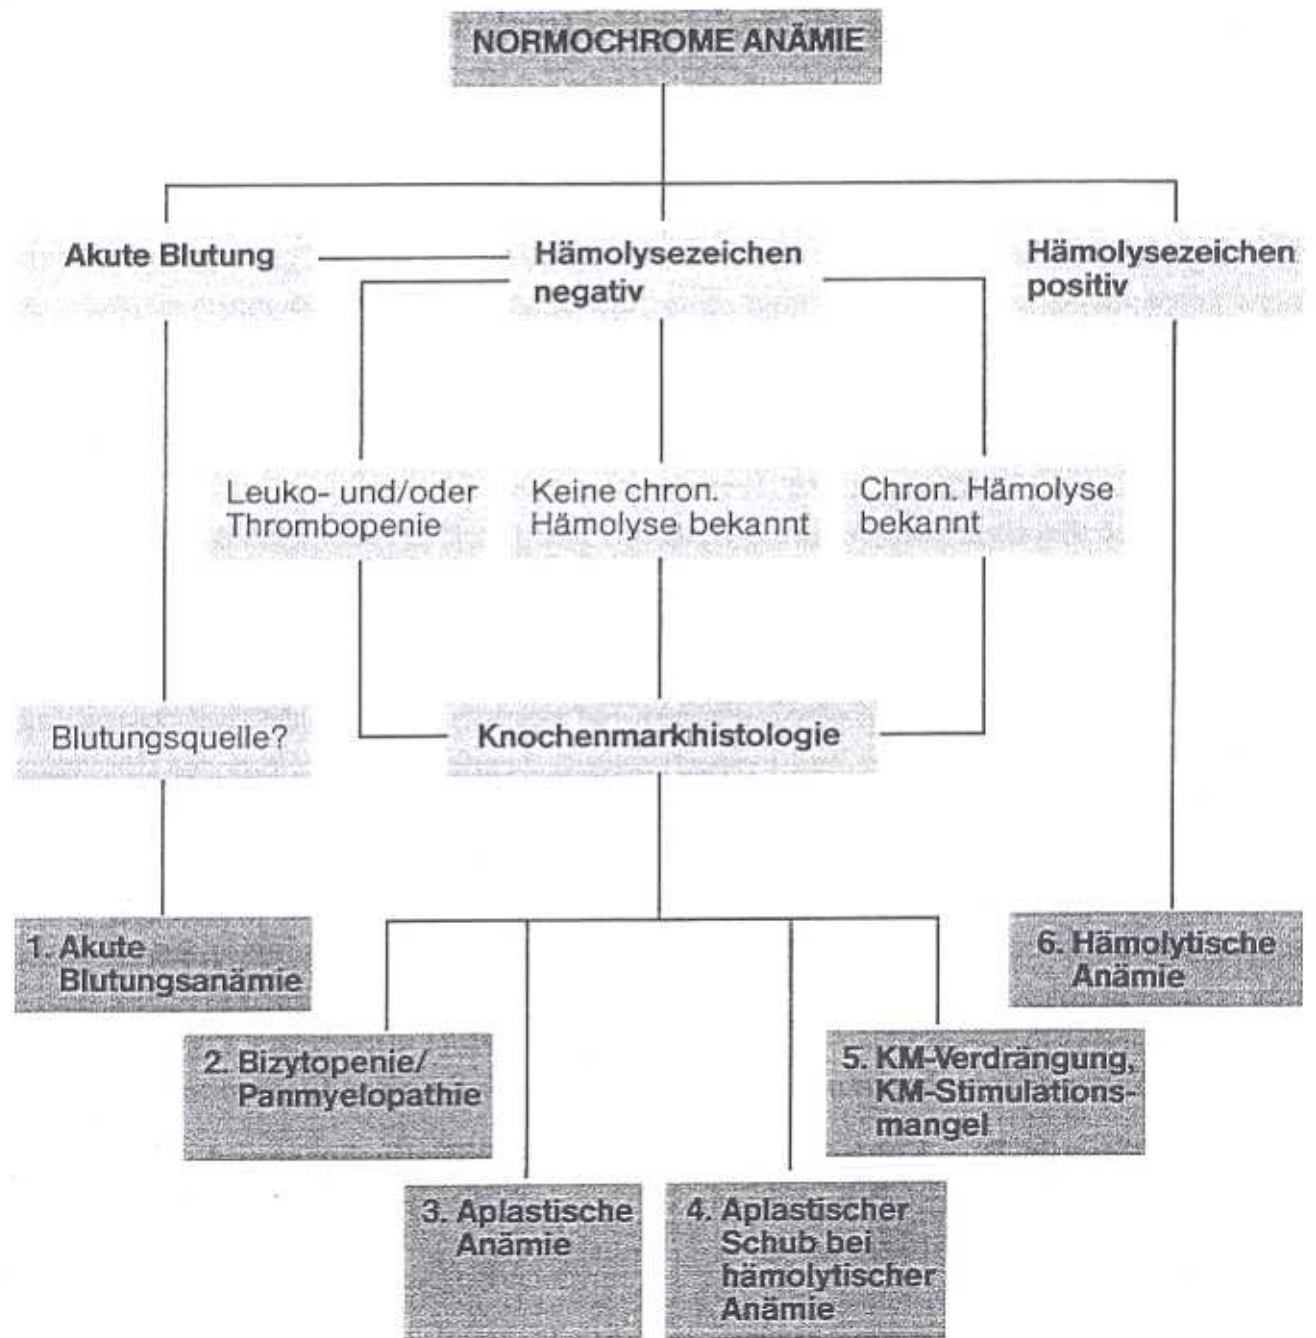 NORMOCHROME ANÄMIE
Akute Blutung
Hämolysezeichen
negativ
Hämolysezeichen
positiv
Leuko- und/oder
Thrombopenie
Keine chron.
Hämolyse bekannt
Chron. Hämolyse
bekannt
Blutungsquelle?
Knochenmarkhistologie
1. Akute
Blutungsanämie
2. Bizytopenie/
Panmyelopathie
3. Aplastische
Anämie
4. Aplastischer
Schub bei
hämolytischer
Anämie
5. KM-Verdrängung,
KM-Stimulations-
mangel
6. Hämolytische
Anämie